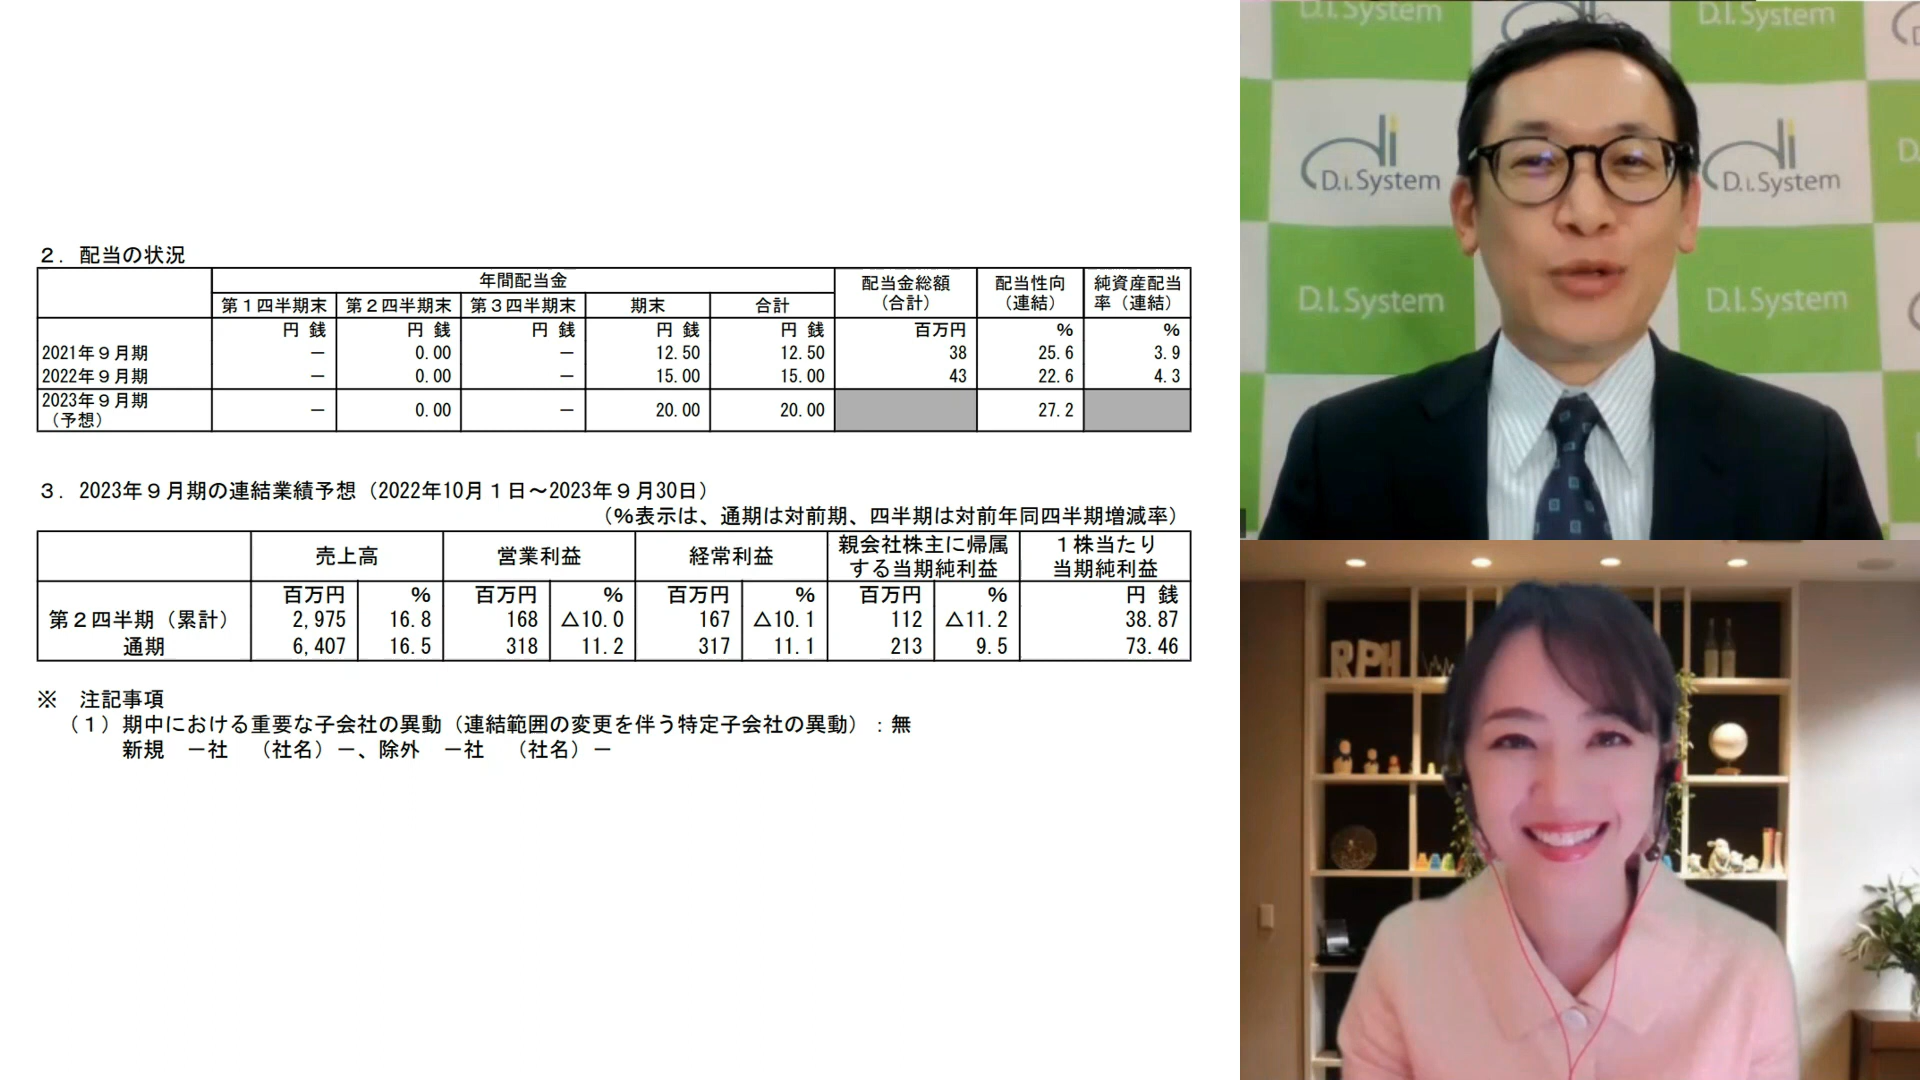 ２．配当の状況
年間配当金 配当金総額（合計） 配当性向（連結） 純資産配当率（連結）
第１四半期末 第２四半期末 第３四半期末 期末 合計
円 銭 円 銭 円 銭 円 銭 円 銭 百万円 ％ ％
2021年９月期 － 0.00 － 12.50 12.50 38 25.6 3.9
2022年９月期 － 0.00 － 15.00 15.00 43 22.6 4.3
2023年９月期（予想） － 0.00 － 20.00 20.00 27.2
３．2023年９月期の連結業績予想（2022年10月１日～2023年９月30日）
（％表示は、通期は対前期、四半期は対前年同四半期増減率）
売上高 営業利益 経常利益 親会社株主に帰属する当期純利益 １株当たり当期純利益
百万円 ％ 百万円 ％ 百万円 ％ 百万円 ％ 円 銭
第２四半期（累計） 2,975 16.8 168 △10.0 167 △10.1 112 △11.2 38.87
通期 6,407 16.5 318 11.2 317 11.1 213 9.5 73.46
※ 注記事項
（１）期中における重要な子会社の異動（連結範囲の変更を伴う特定子会社の異動）：無
新規 －社 （社名）－、除外 －社 （社名）－
D.I.System
D.I.System
D.I.System
D.I.System
D.I.System
D.I.System
RPH